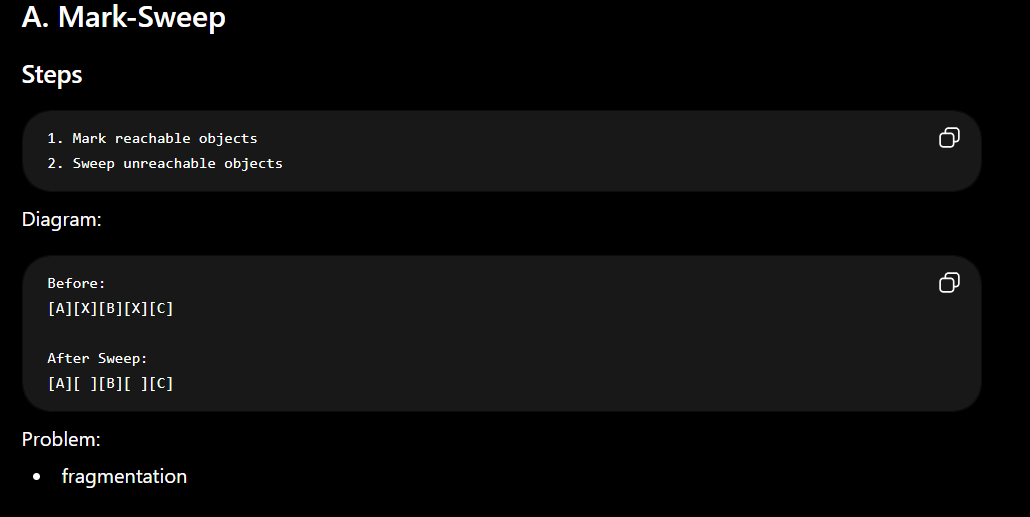 A. Mark-Sweep
Steps
1. Mark reachable objects
2. Sweep unreachable objects
Diagram:
Before:
[A][X][B][X][C]
After Sweep:
[A][ ][B][ ][C]
Problem:
• fragmentation